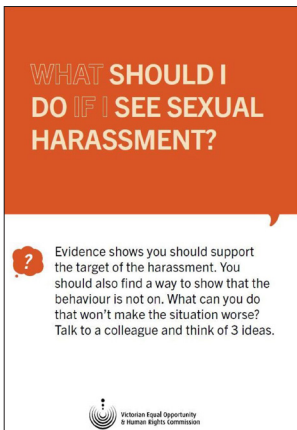 WHAT SHOULD I
DO IF I SEE SEXUAL
HARASSMENT?
?
Evidence shows you should support
the target of the harassment. You
should also find a way to show that the
behaviour is not on. What can you do
that won't make the situation worse?
Talk to a colleague and think of 3 ideas.
Victorian Equal Opportunity
& Human Rights Commission